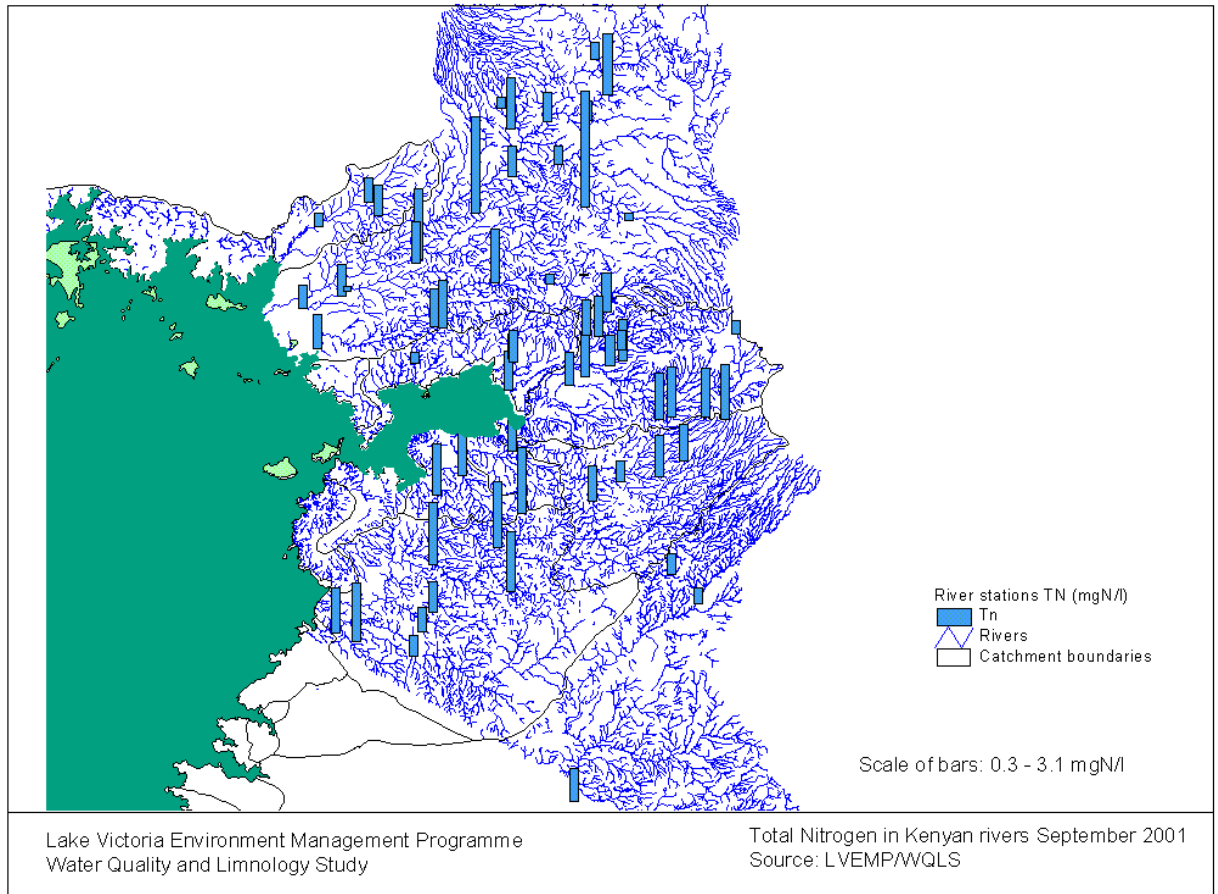 River stations TN (mgN/l)
Tn
Rivers
Catchment boundaries
Scale of bars: 0.3 - 3.1 mgN/l
Lake Victoria Environment Management Programme
Water Quality and Limnology Study
Total Nitrogen in Kenyan rivers September 2001
Source: LVEMP/WQLS